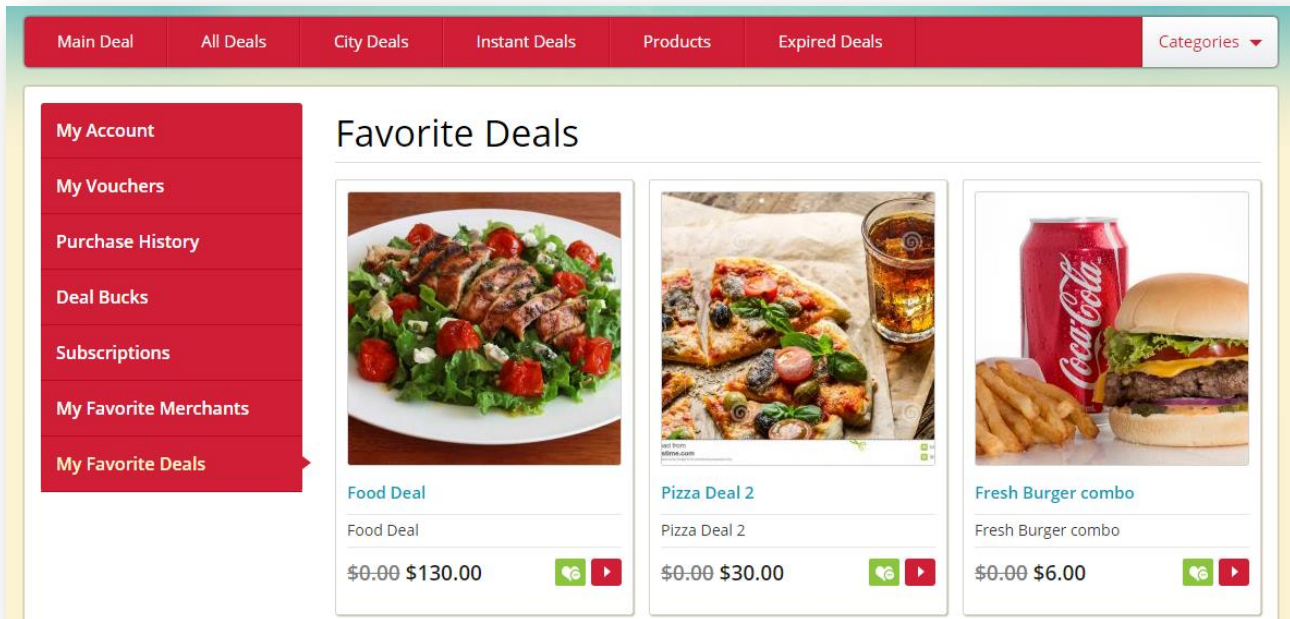 Main Deal All Deals City Deals Instant Deals Products Expired Deals Categories
My Account
My Vouchers
Purchase History
Deal Bucks
Subscriptions
My Favorite Merchants
My Favorite Deals
Favorite Deals
Coca-Cola
Food Deal
Food Deal
$0.00 $130.00
Pizza Deal 2
Pizza Deal 2
$0.00 $30.00
Fresh Burger combo
Fresh Burger combo
$0.00 $6.00